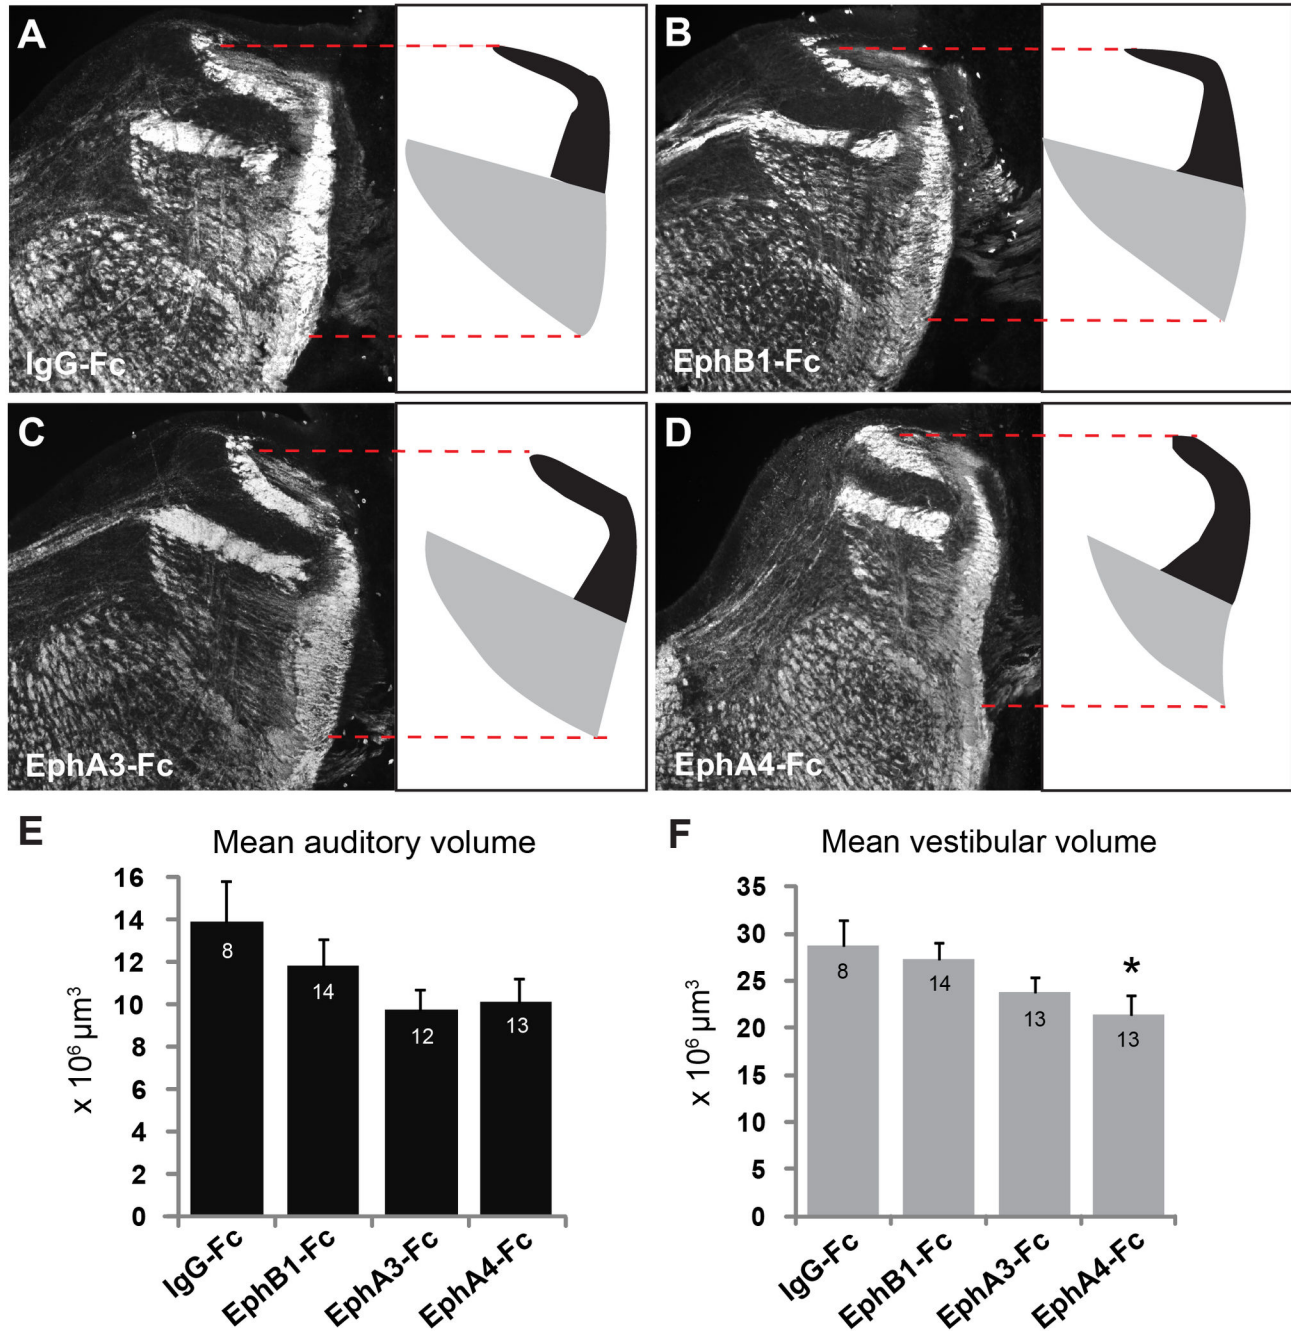 A
IgG-Fc
B
EphB1-Fc
C
EphA3-Fc
D
EphA4-Fc
E
Mean auditory volume
x 10⁶ µm³
16
14
12
10
8
6
4
2
0
8
14
12
13
IgG-Fc
EphB1-Fc
EphA3-Fc
EphA4-Fc
F
Mean vestibular volume
x 10⁶ µm³
35
30
25
20
15
10
5
0
8
14
13
*
13
IgG-Fc
EphB1-Fc
EphA3-Fc
EphA4-Fc